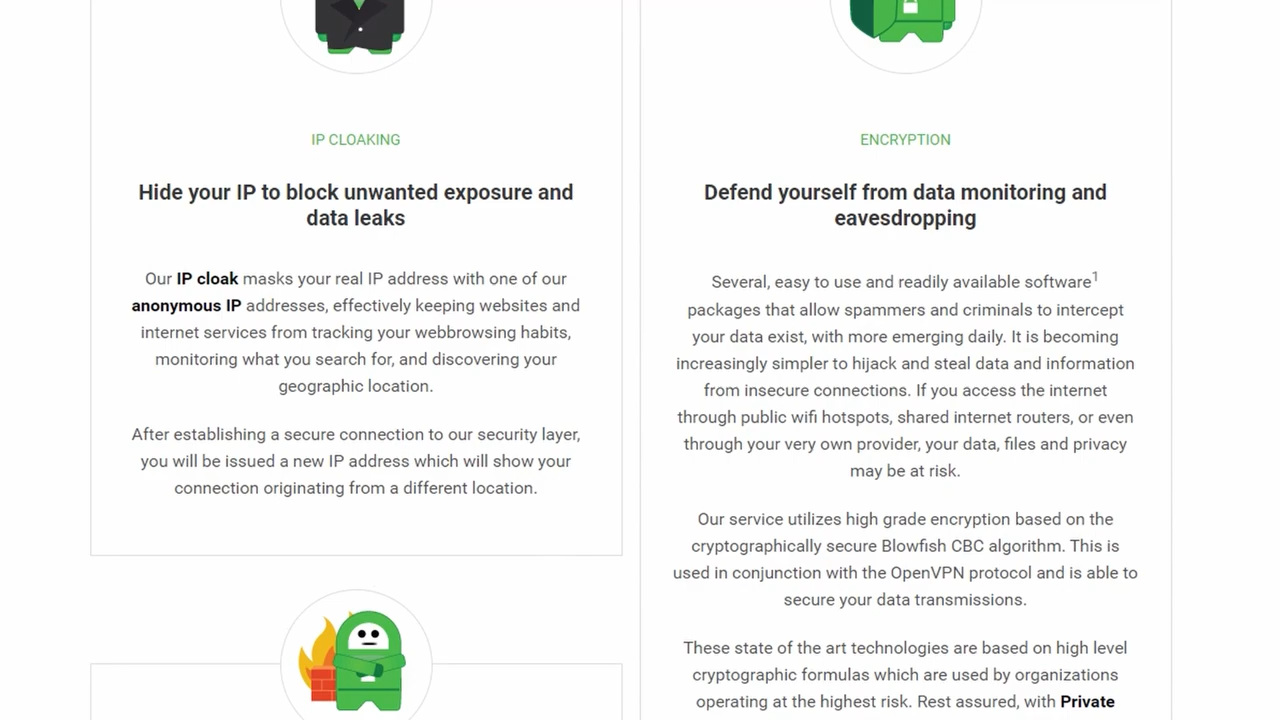 IP CLOAKING
Hide your IP to block unwanted exposure and
data leaks
Our IP cloak masks your real IP address with one of our
anonymous IP addresses, effectively keeping websites and
internet services from tracking your webbrowsing habits,
monitoring what you search for, and discovering your
geographic location.
After establishing a secure connection to our security layer,
you will be issued a new IP address which will show your
connection originating from a different location.
ENCRYPTION
Defend yourself from data monitoring and
eavesdropping
Several, easy to use and readily available software1
packages that allow spammers and criminals to intercept
your data exist, with more emerging daily. It is becoming
increasingly simpler to hijack and steal data and information
from insecure connections. If you access the internet
through public wifi hotspots, shared internet routers, or even
through your very own provider, your data, files and privacy
may be at risk.
Our service utilizes high grade encryption based on the
cryptographically secure Blowfish CBC algorithm. This is
used in conjunction with the OpenVPN protocol and is able to
secure your data transmissions.
These state of the art technologies are based on high level
cryptographic formulas which are used by organizations
operating at the highest risk. Rest assured, with Private